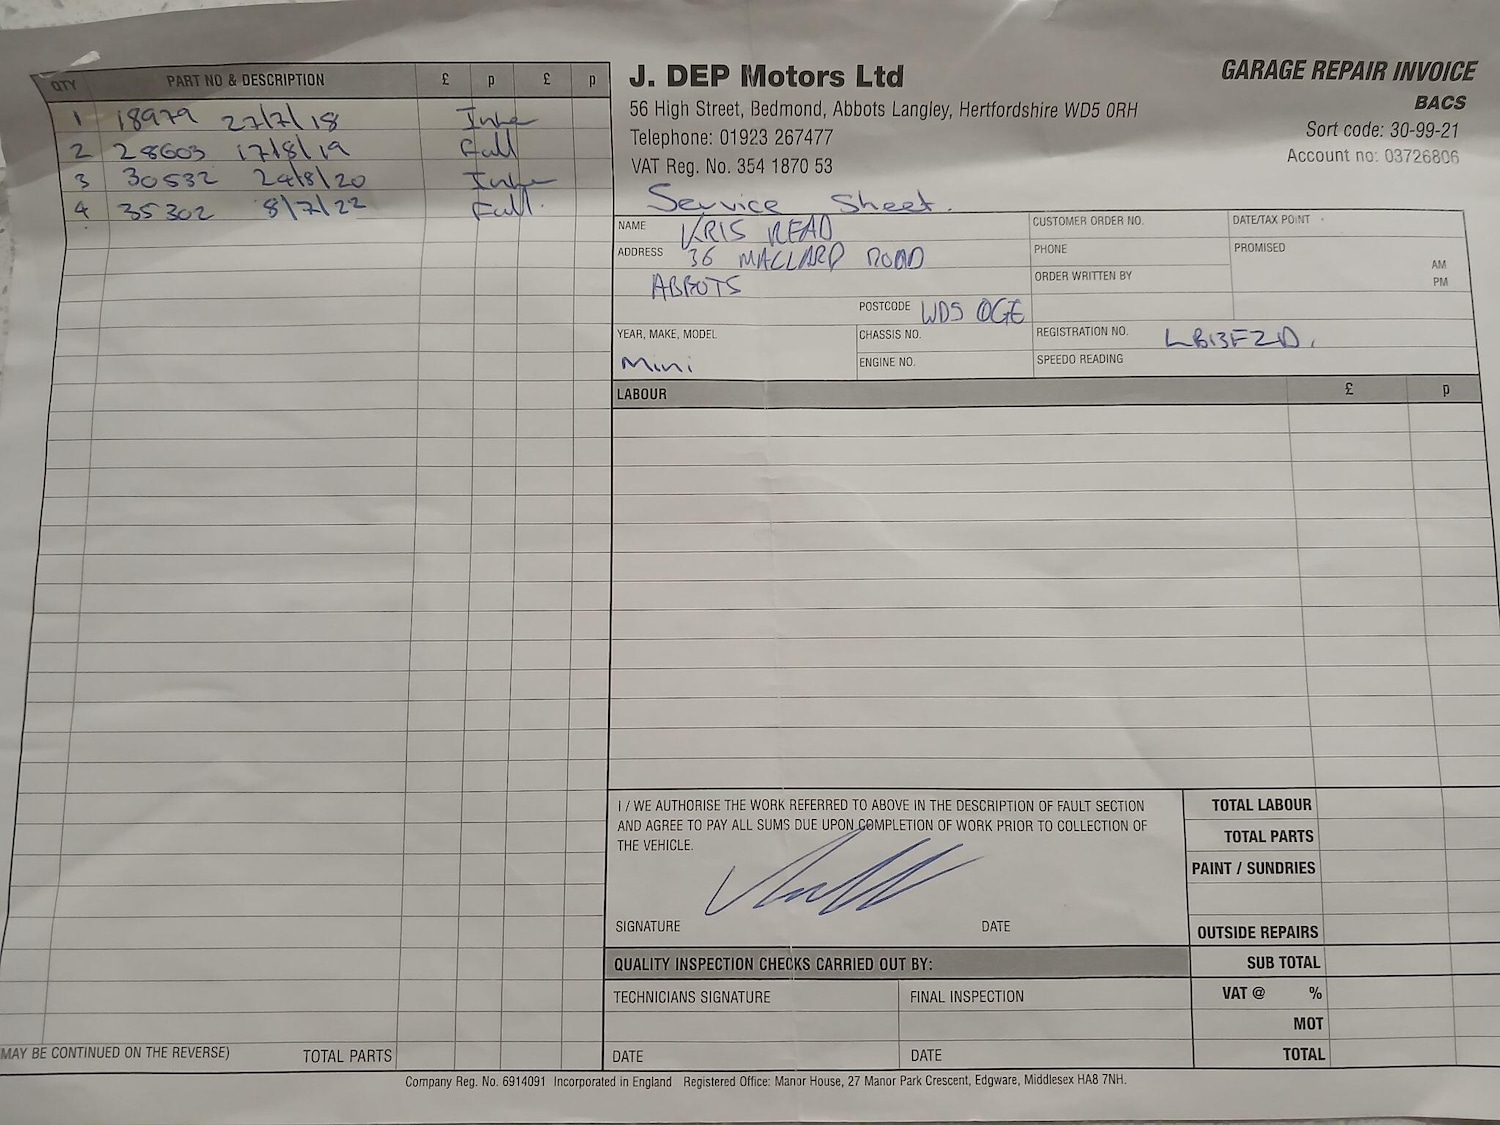 QTY PART NO & DESCRIPTION £ p £ p
1 18979 27/7/18 Inter
2 28603 17/8/19 Full
3 30532 24/8/20 Inter
4 35302 8/7/22 Full.
(MAY BE CONTINUED ON THE REVERSE) TOTAL PARTS
J. DEP Motors Ltd
56 High Street, Bedmond, Abbots Langley, Hertfordshire WD5 0RH
Telephone: 01923 267477
VAT Reg. No. 354 1870 53
GARAGE REPAIR INVOICE
BACS
Sort code: 30-99-21
Account no: 03726806
Service Sheet.
NAME KRIS READ
ADDRESS 36 MALLARD ROAD
ABBOTS
POSTCODE WD5 0GE
CUSTOMER ORDER NO.
PHONE
ORDER WRITTEN BY
DATE/TAX POINT
PROMISED
AM
PM
YEAR, MAKE, MODEL
Mini
CHASSIS NO.
ENGINE NO.
REGISTRATION NO. LB13FZD.
SPEEDO READING
LABOUR £ p
I / WE AUTHORISE THE WORK REFERRED TO ABOVE IN THE DESCRIPTION OF FAULT SECTION
AND AGREE TO PAY ALL SUMS DUE UPON COMPLETION OF WORK PRIOR TO COLLECTION OF
THE VEHICLE.
SIGNATURE DATE
QUALITY INSPECTION CHECKS CARRIED OUT BY:
TECHNICIANS SIGNATURE FINAL INSPECTION
DATE DATE
TOTAL LABOUR
TOTAL PARTS
PAINT / SUNDRIES
OUTSIDE REPAIRS
SUB TOTAL
VAT @ %
MOT
TOTAL
Company Reg. No. 6914091 Incorporated in England Registered Office: Manor House, 27 Manor Park Crescent, Edgware, Middlesex HA8 7NH.